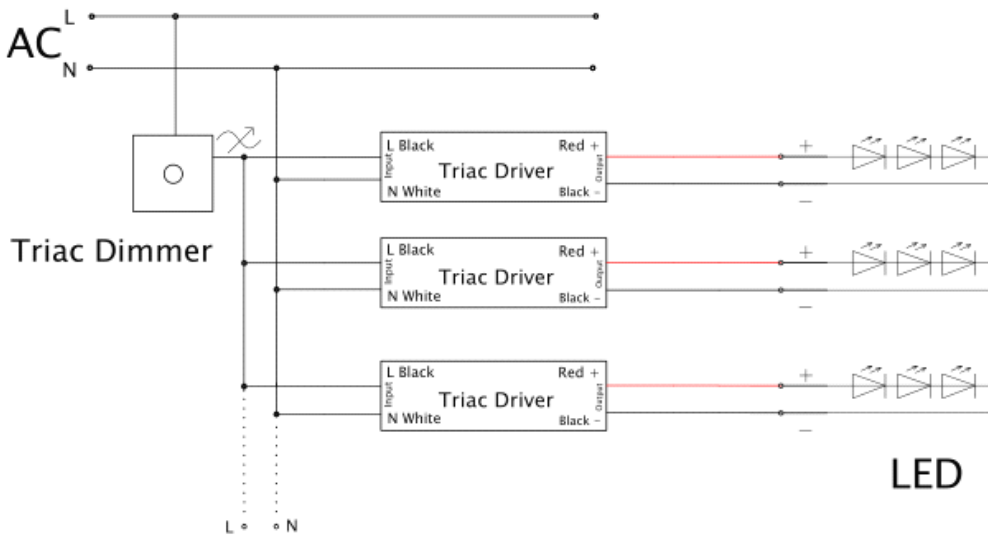 L
AC
N
L Black
Red +
Input
Triac Driver
Output
N White
Black -
Triac Dimmer
L Black
Red +
Input
Triac Driver
Output
N White
Black -
L Black
Red +
Input
Triac Driver
Output
N White
Black -
LED
L
N